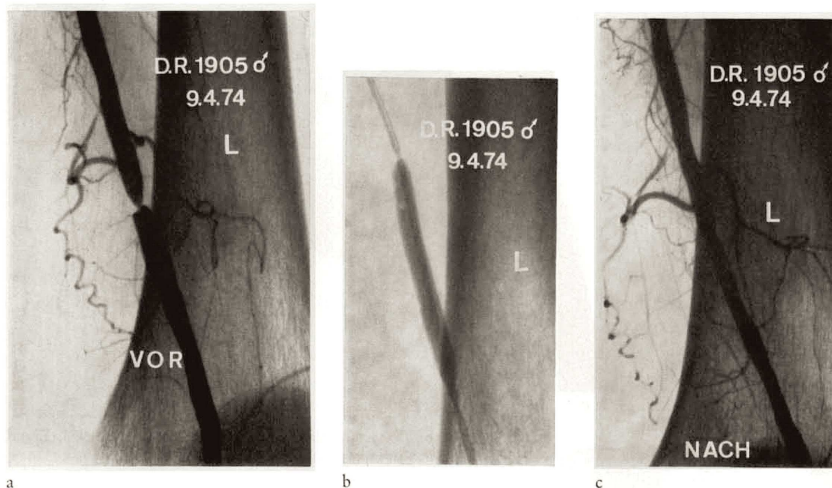 D.R. 1905 ♂
9.4.74
L
VOR
a
D.R. 1905 ♂
9.4.74
L
b
D.R. 1905 ♂
9.4.74
L
NACH
c